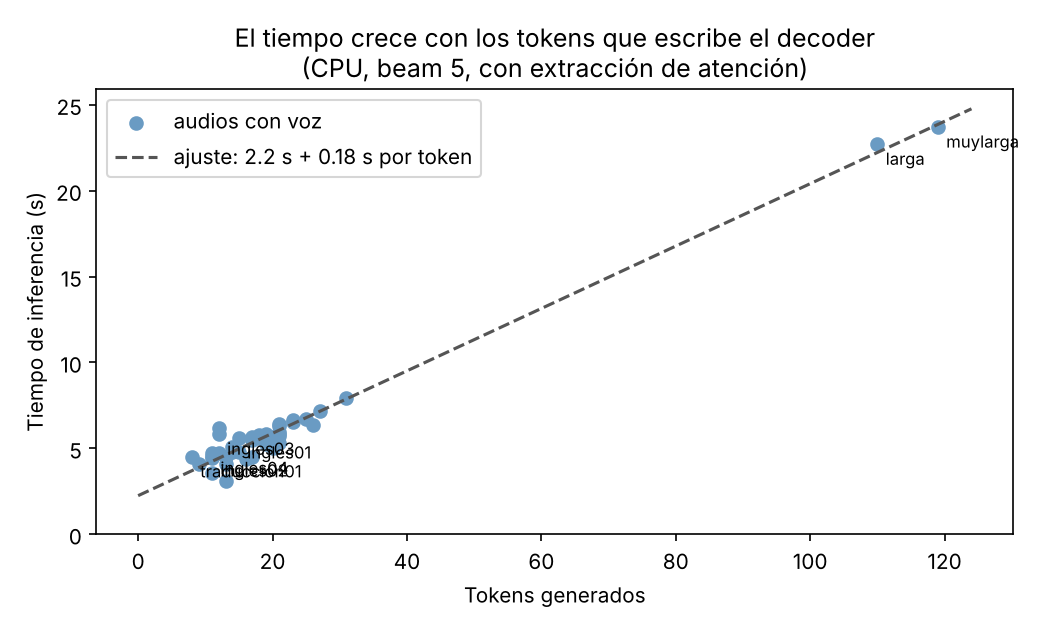 El tiempo crece con los tokens que escribe el decoder
(CPU, beam 5, con extracción de atención)
audios con voz
ajuste: 2.2 s + 0.18 s por token
Tiempo de inferencia (s)
25
20
15
10
5
0
muylarga
larga
ingles03
ingles01
0
20
40
60
80
100
120
Tokens generados